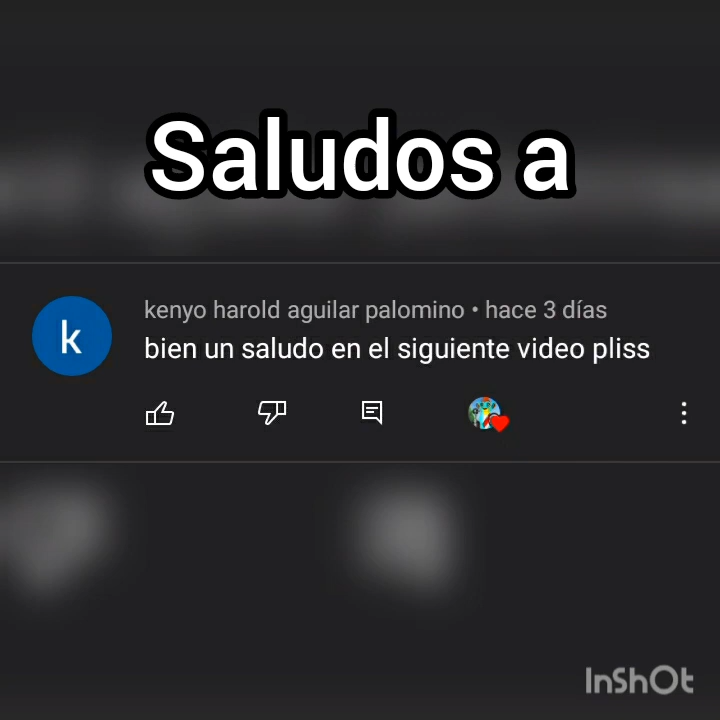 Saludos a
k
kenyo harold aguilar palomino • hace 3 días
bien un saludo en el siguiente video pliss
InShOt